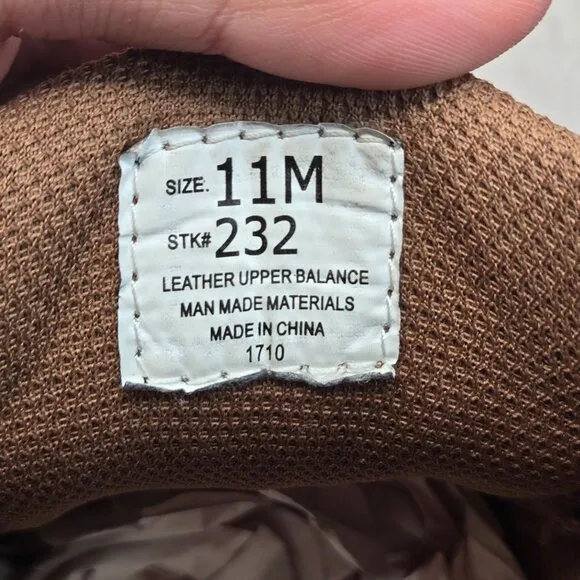 SIZE. 11M
STK# 232
LEATHER UPPER BALANCE
MAN MADE MATERIALS
MADE IN CHINA
1710